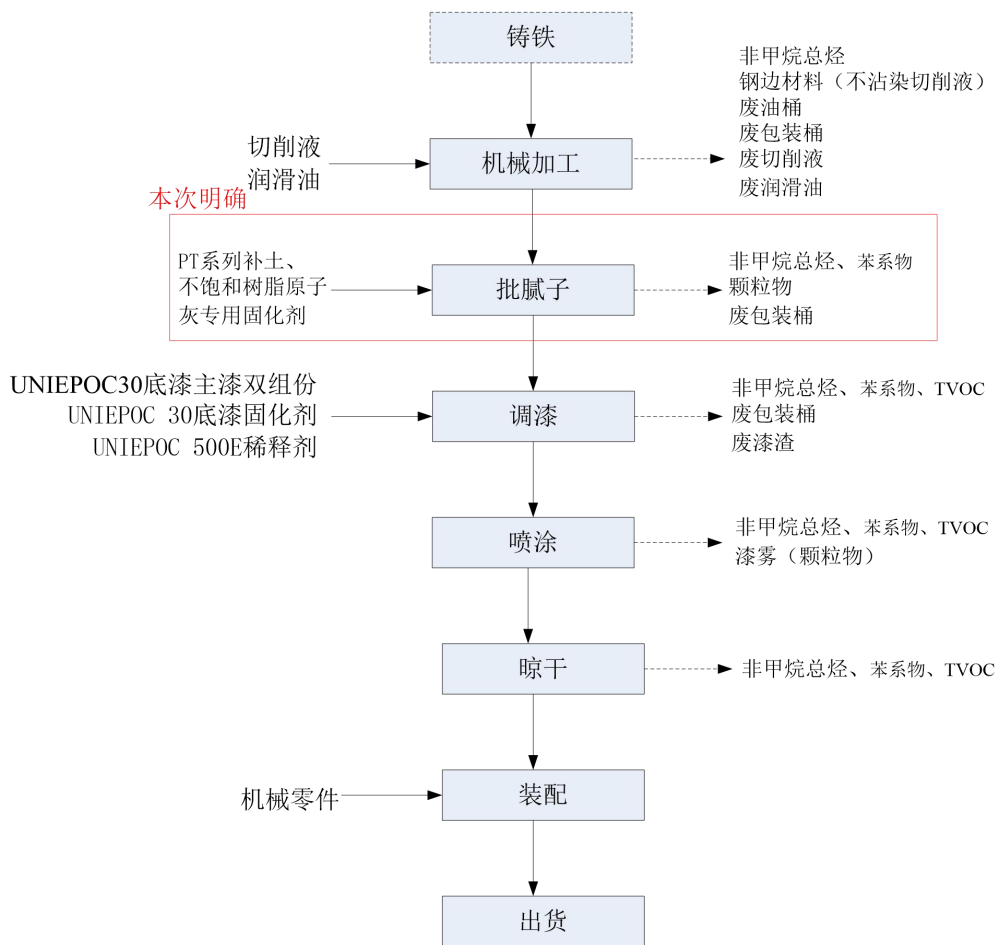 铸铁
非甲烷总烃
钢边材料（不沾染切削液）
废油桶
废包装桶
废切削液
废润滑油
切削液
润滑油
机械加工
本次明确
PT系列补土、
不饱和树脂原子
灰专用固化剂
批腻子
非甲烷总烃、苯系物
颗粒物
废包装桶
UNIEPOC30底漆主漆双组份
UNIEPOC 30底漆固化剂
UNIEPOC 500E稀释剂
调漆
非甲烷总烃、苯系物、TVOC
废包装桶
废漆渣
喷涂
非甲烷总烃、苯系物、TVOC
漆雾（颗粒物）
晾干
非甲烷总烃、苯系物、TVOC
机械零件
装配
出货